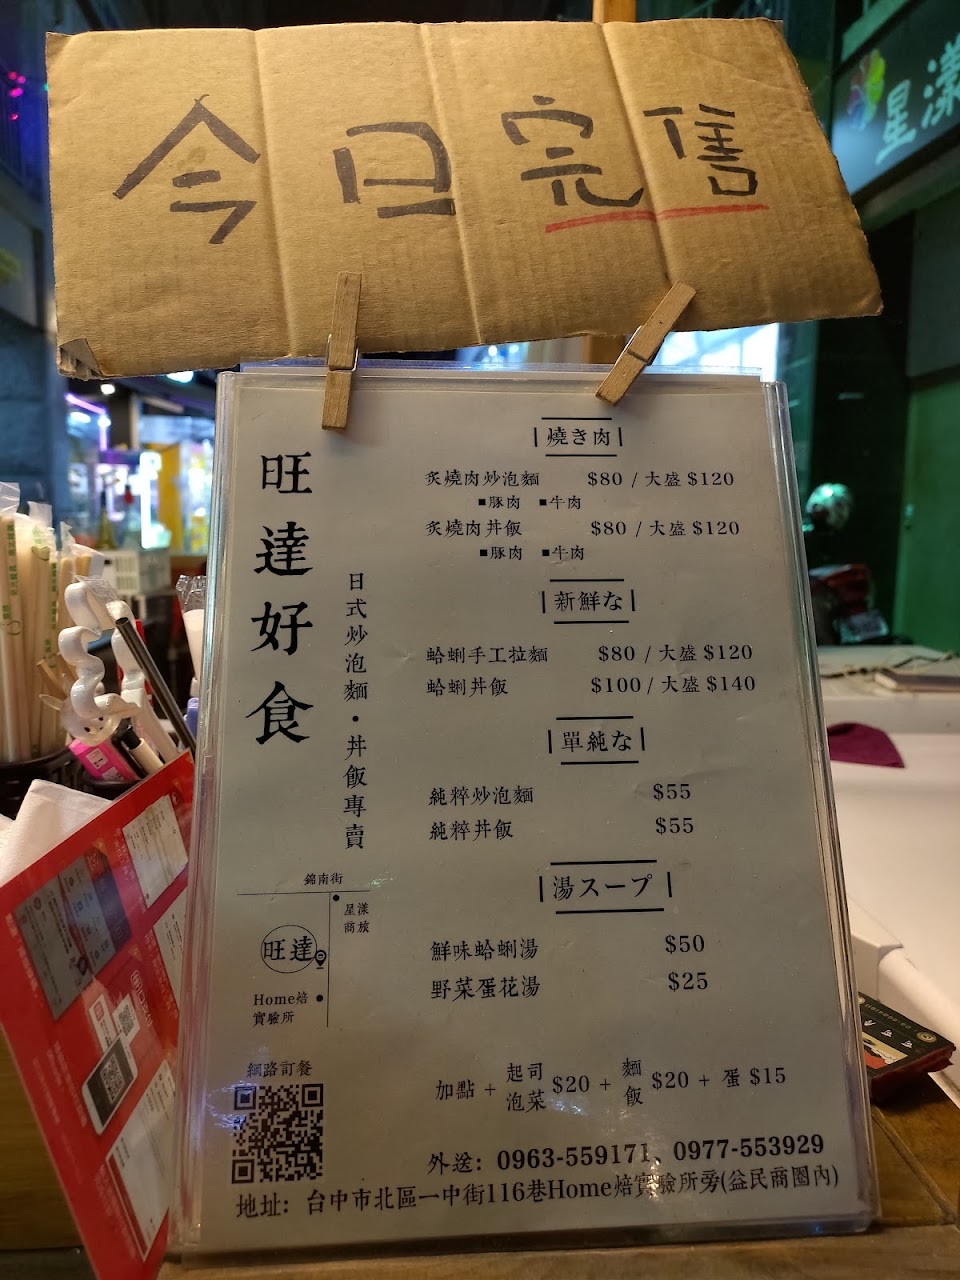 今日完售
星漾
旺達好食
日式炒泡麵・丼飯專賣
燒き肉
炙燒肉炒泡麵 $80 / 大盛 $120
■豚肉 ■牛肉
炙燒肉丼飯 $80 / 大盛 $120
■豚肉 ■牛肉
新鮮な
蛤蜊手工拉麵 $80 / 大盛 $120
蛤蜊丼飯 $100 / 大盛 $140
單純な
純粹炒泡麵 $55
純粹丼飯 $55
湯スープ
鮮味蛤蜊湯 $50
野菜蛋花湯 $25
錦南街
星漾
商旅
旺達
Home焙
實驗所
網路訂餐
加點 + 起司 泡菜 $20 + 麵 飯 $20 + 蛋 $15
外送: 0963-559171、0977-553929
地址: 台中市北區一中街116巷Home焙實驗所旁(益民商圈內)